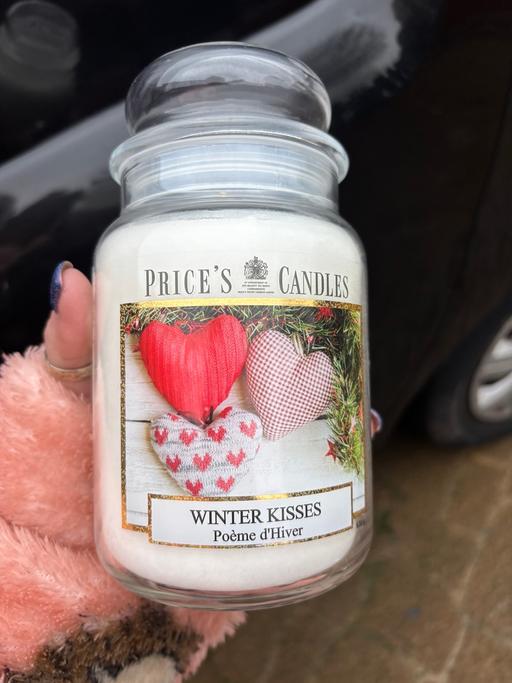 PRICE'S CANDLES
WINTER KISSES
Poème d'Hiver